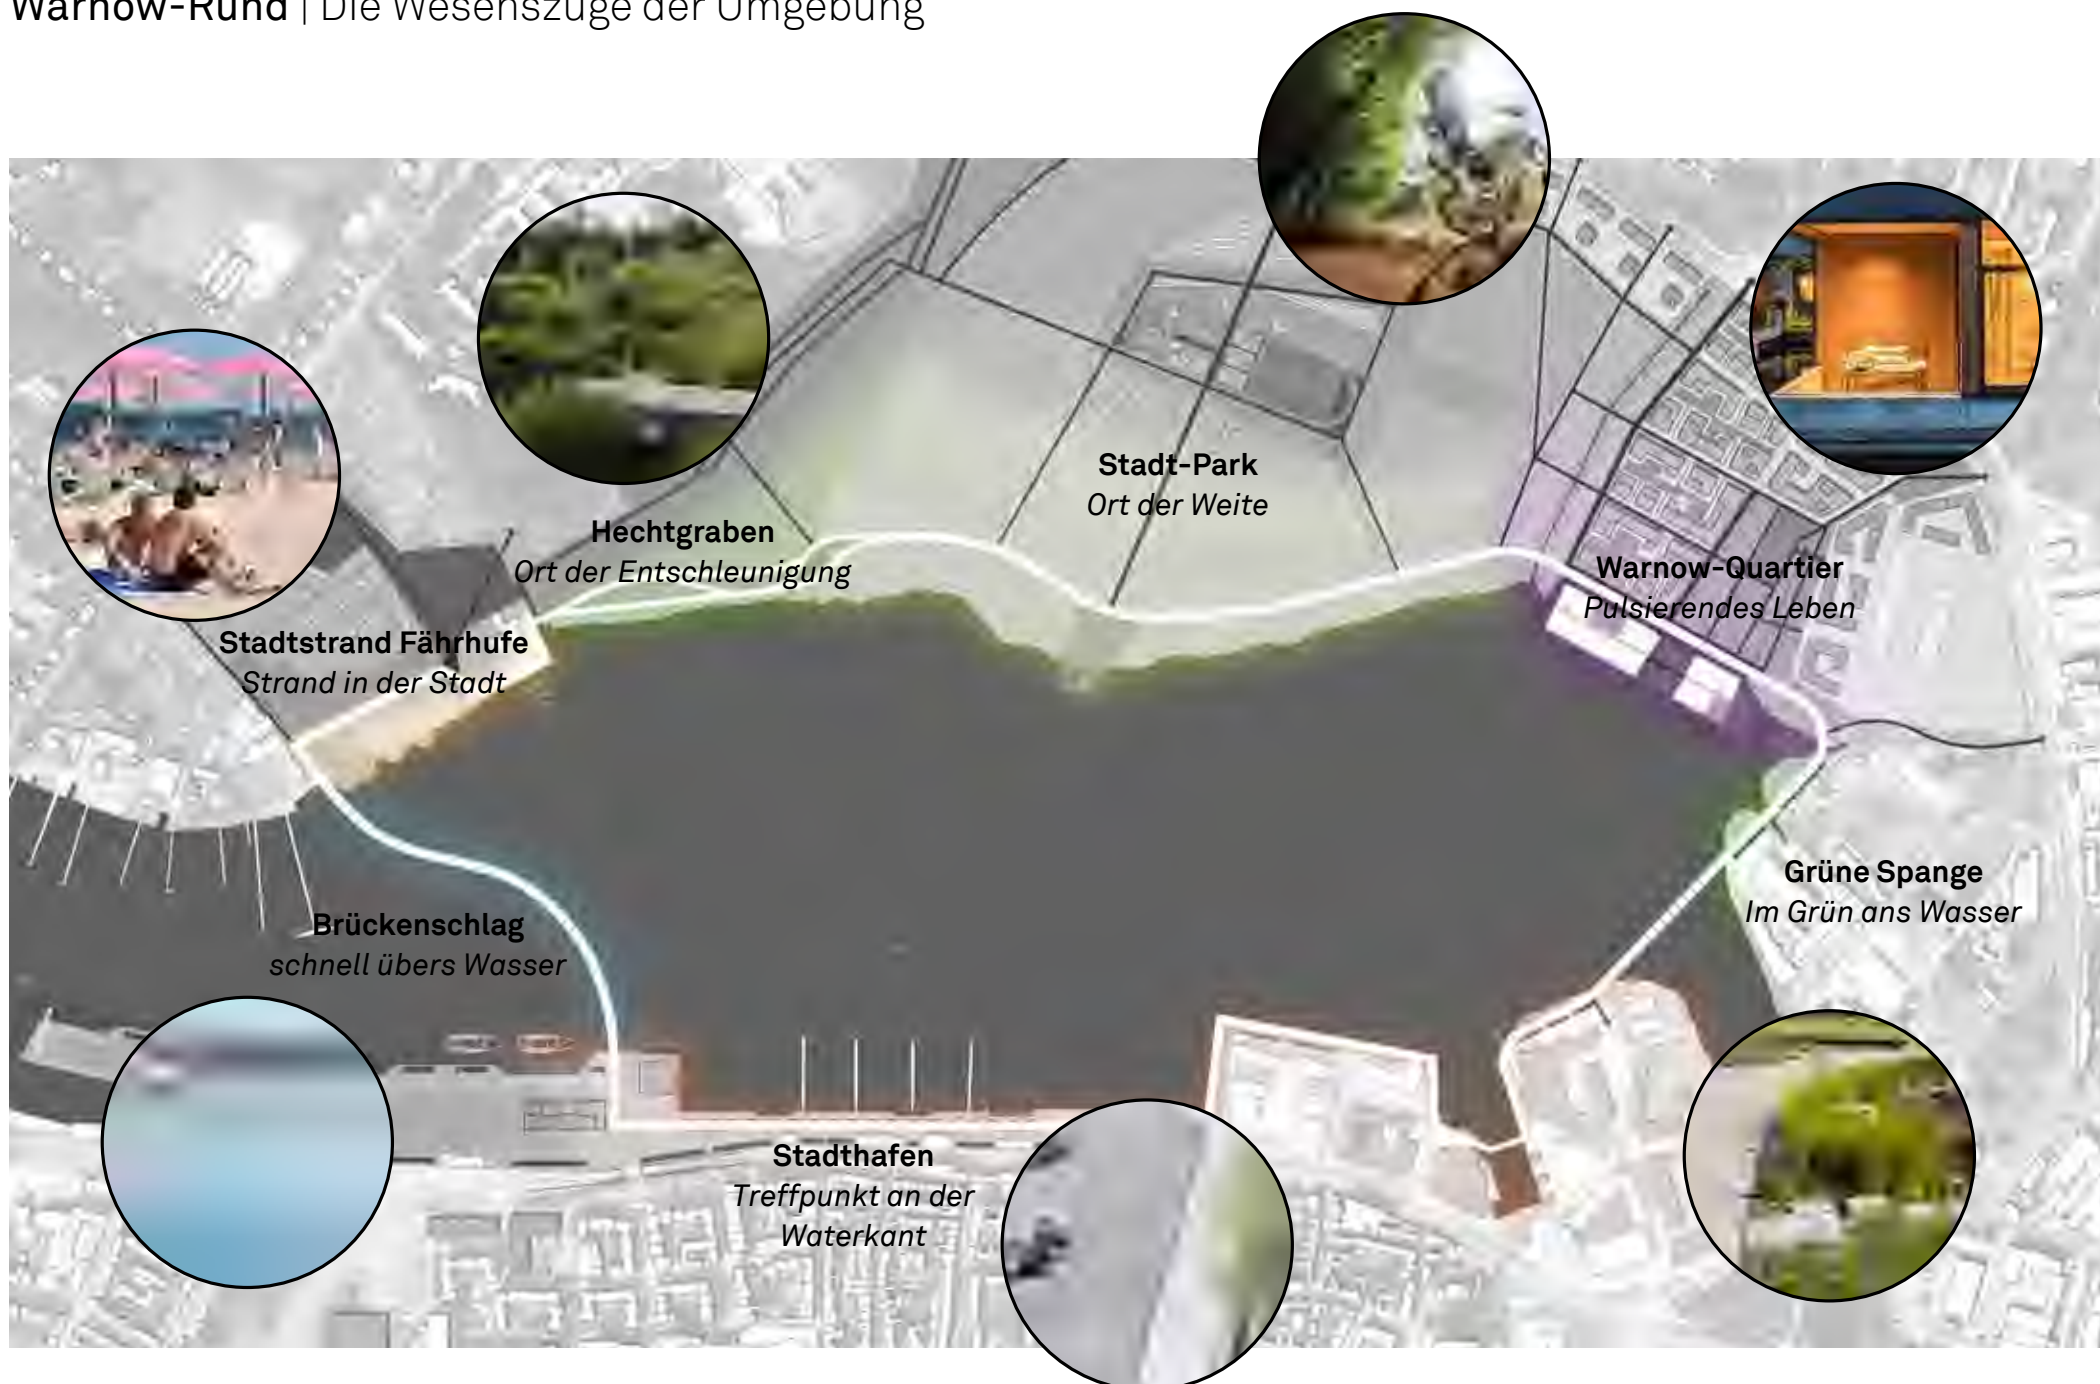 Warnow-Rund | Die Wesenszüge der Umgebung
Stadt-Park
Ort der Weite
Hechtgraben
Ort der Entschleunigung
Warnow-Quartier
Pulsierendes Leben
Stadtstrand Fährhufe
Strand in der Stadt
Grüne Spange
Im Grün ans Wasser
Brückenschlag
schnell übers Wasser
Stadthafen
Treffpunkt an der
Waterkant